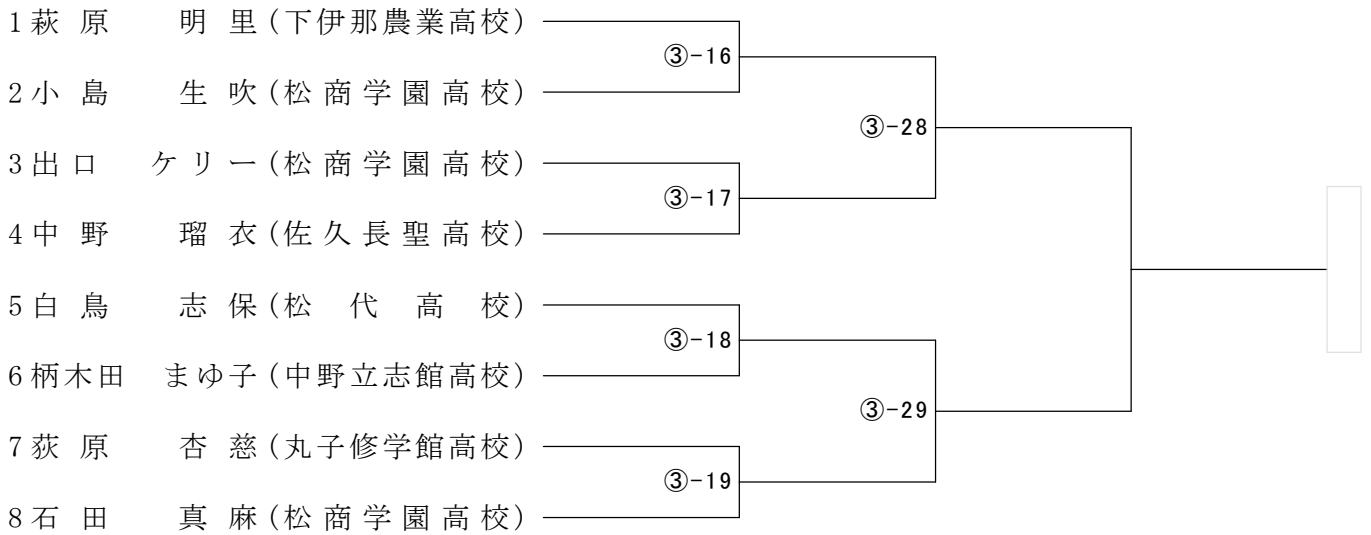 1 萩原 明里 (下伊那農業高校)
③-16
2 小島 生吹 (松商学園高校)
③-28
3 出口 ケリー (松商学園高校)
③-17
4 中野 瑠衣 (佐久長聖高校)
5 白鳥 志保 (松代高校)
③-18
6 柄木田 まゆ子 (中野立志館高校)
③-29
7 荻原 杏慈 (丸子修学館高校)
③-19
8 石田 真麻 (松商学園高校)